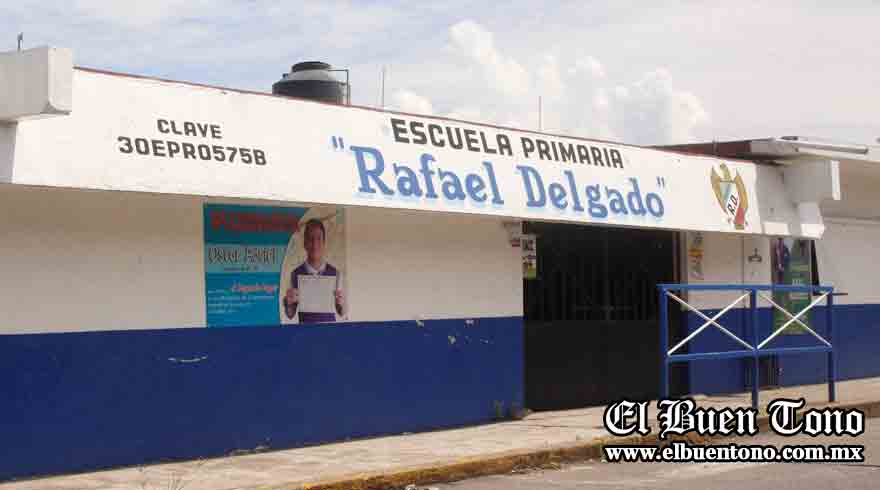 CLAVE
30EPR0575B
ESCUELA PRIMARIA
"Rafael Delgado"
R.D.
El Buen Tono
www.elbuentono.com.mx